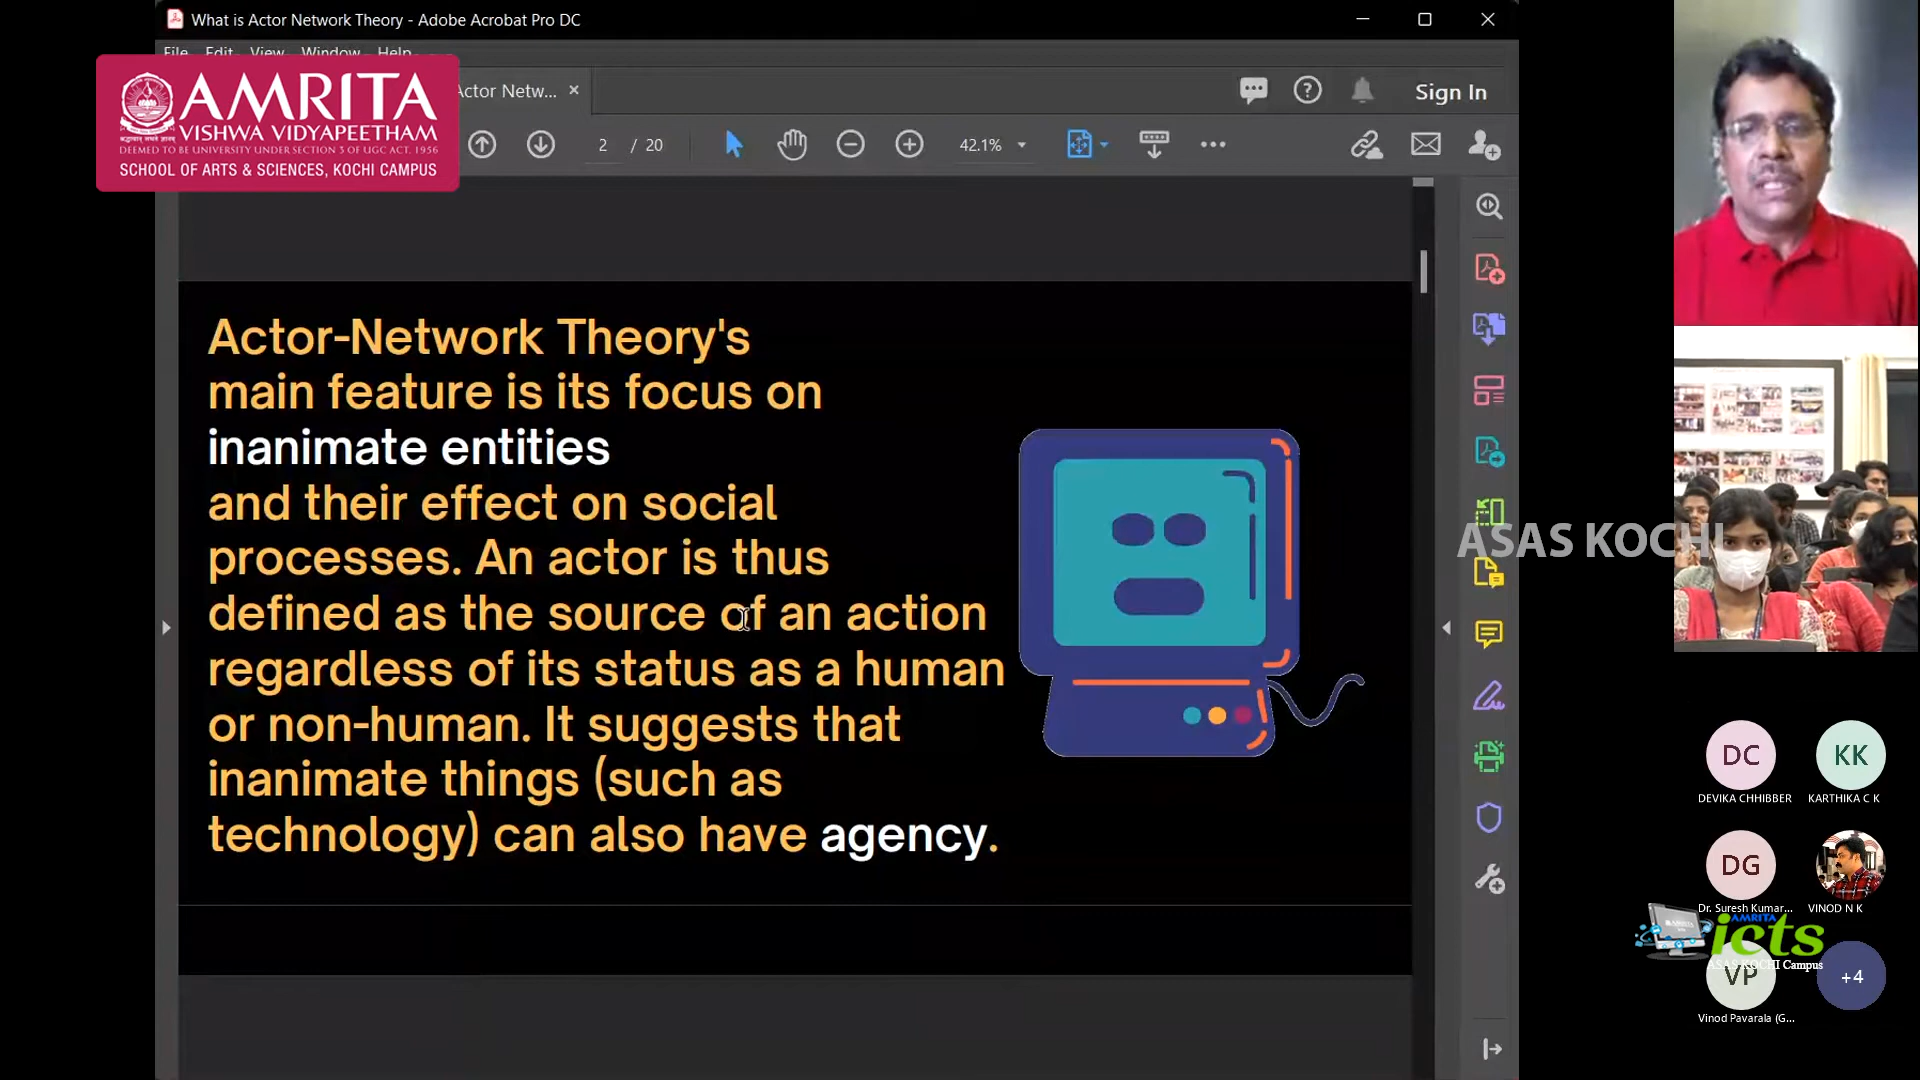 What is Actor Network Theory - Adobe Acrobat Pro DC
File Edit View Window Help
Actor Netw...
Sign In
AMRITA
VISHWA VIDYAPEETHAM
DEEMED TO BE UNIVERSITY UNDER SECTION 3 OF UGC ACT. 1956
SCHOOL OF ARTS & SCIENCES, KOCHI CAMPUS
2 / 20
42.1%
Actor-Network Theory's
main feature is its focus on
inanimate entities
and their effect on social
processes. An actor is thus
defined as the source of an action
regardless of its status as a human
or non-human. It suggests that
inanimate things (such as
technology) can also have agency.
ASAS KOCHI
DC
KK
DEVIKA CHHIBBER
KARTHIKA C K
DG
Dr. Suresh Kumar...
VINOD N K
AMRITA
icts
ASAS KOCHI Campus
VP
+4
Vinod Pavarala (G...